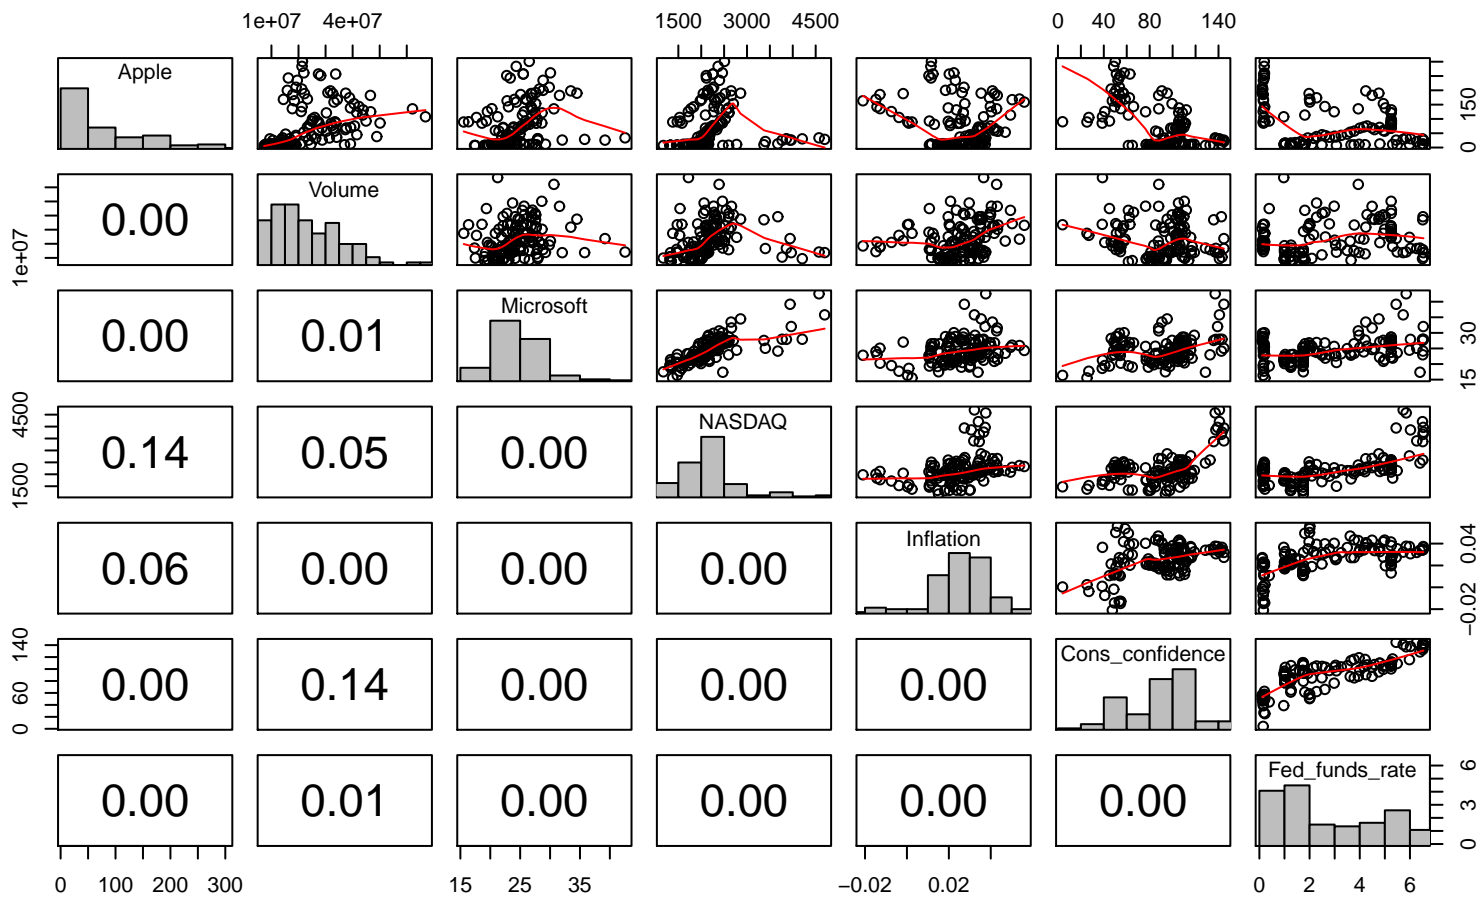 1e+07 4e+07 1500 3000 4500 0 40 80 140
Apple
0 150
1e+07 0.00 Volume
0.00 0.01 Microsoft
15 30
1500 4500 0.14 0.05 0.00 NASDAQ
0.06 0.00 0.00 0.00 Inflation
−0.02 0.04
0 60 140 0.00 0.14 0.00 0.00 0.00 Cons_confidence
0.00 0.01 0.00 0.00 0.00 0.00 Fed_funds_rate
0 3 6
0 100 300 15 25 35 −0.02 0.02 0 2 4 6